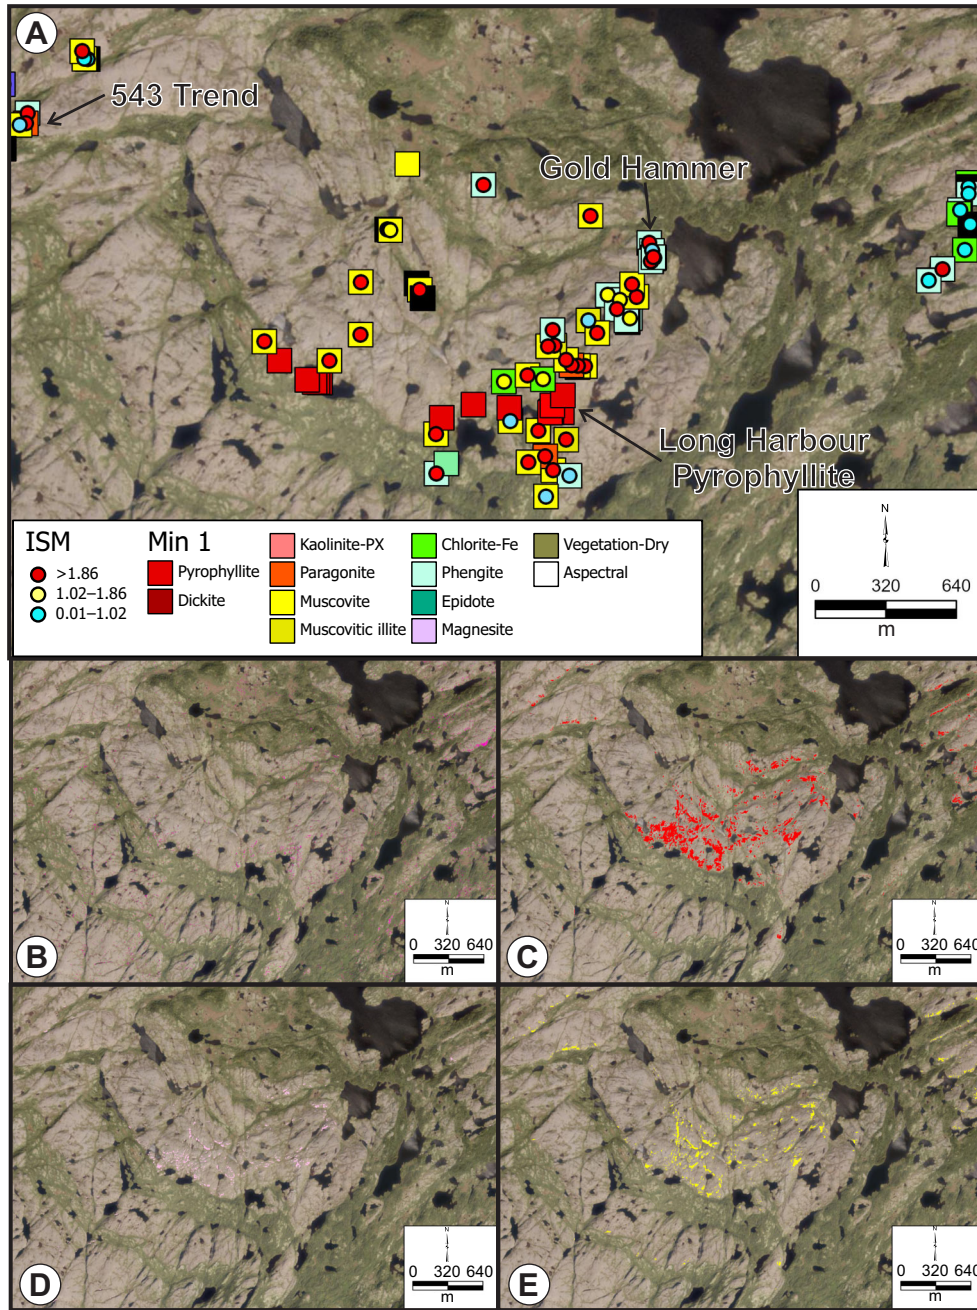 A
543 Trend
Gold Hammer
Long Harbour
Pyrophyllite
ISM
>1.86
1.02–1.86
0.01–1.02
Min 1
Pyrophyllite
Dickite
Kaolinite-PX
Paragonite
Muscovite
Muscovitic illite
Chlorite-Fe
Phengite
Epidote
Magnesite
Vegetation-Dry
Aspectral
N
0 320 640
m
B
N
0 320 640
m
C
N
0 320 640
m
D
N
0 320 640
m
E
N
0 320 640
m